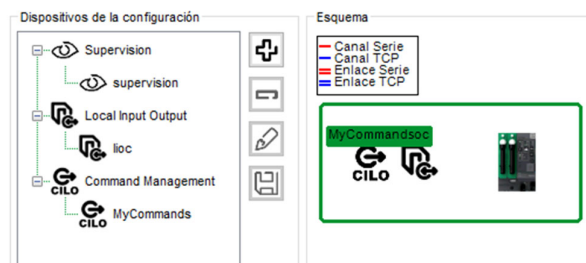 Dispositivos de la configuración
Supervision
supervision
Local Input Output
lioc
Command Management
CILO
MyCommands
CILO
Esquema
Canal Serie
Canal TCP
Enlace Serie
Enlace TCP
MyCommandsoc
CILO